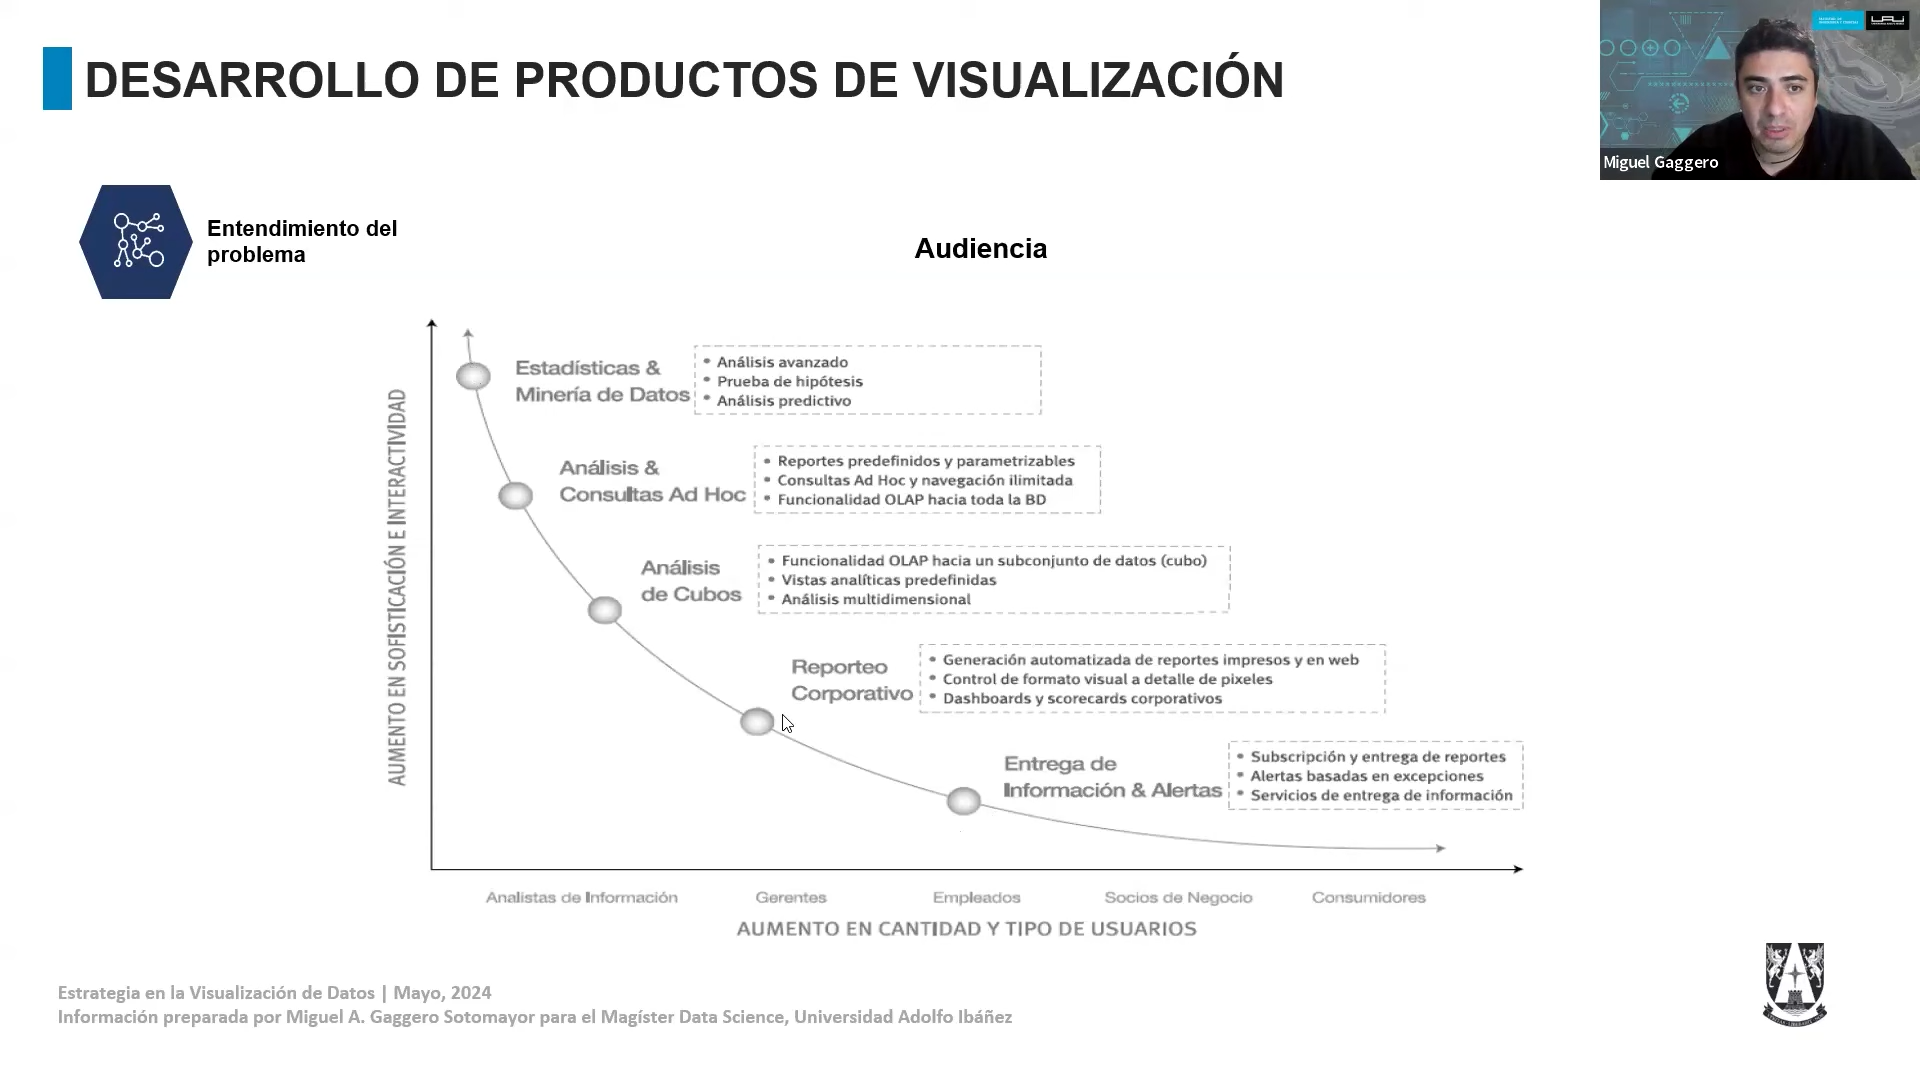 DESARROLLO DE PRODUCTOS DE VISUALIZACIÓN
Miguel Gaggero
Entendimiento del
problema
Audiencia
AUMENTO EN SOFISTICACIÓN E INTERACTIVIDAD
Estadísticas &
Minería de Datos
• Análisis avanzado
• Prueba de hipótesis
• Análisis predictivo
Análisis &
Consultas Ad Hoc
• Reportes predefinidos y parametrizables
• Consultas Ad Hoc y navegación ilimitada
• Funcionalidad OLAP hacia toda la BD
Análisis
de Cubos
• Funcionalidad OLAP hacia un subconjunto de datos (cubo)
• Vistas analíticas predefinidas
• Análisis multidimensional
Reporteo
Corporativo
• Generación automatizada de reportes impresos y en web
• Control de formato visual a detalle de pixeles
• Dashboards y scorecards corporativos
Entrega de
Información & Alertas
• Subscripción y entrega de reportes
• Alertas basadas en excepciones
• Servicios de entrega de información
Analistas de Información
Gerentes
Empleados
Socios de Negocio
Consumidores
AUMENTO EN CANTIDAD Y TIPO DE USUARIOS
Estrategia en la Visualización de Datos | Mayo, 2024
Información preparada por Miguel A. Gaggero Sotomayor para el Magíster Data Science, Universidad Adolfo Ibáñez